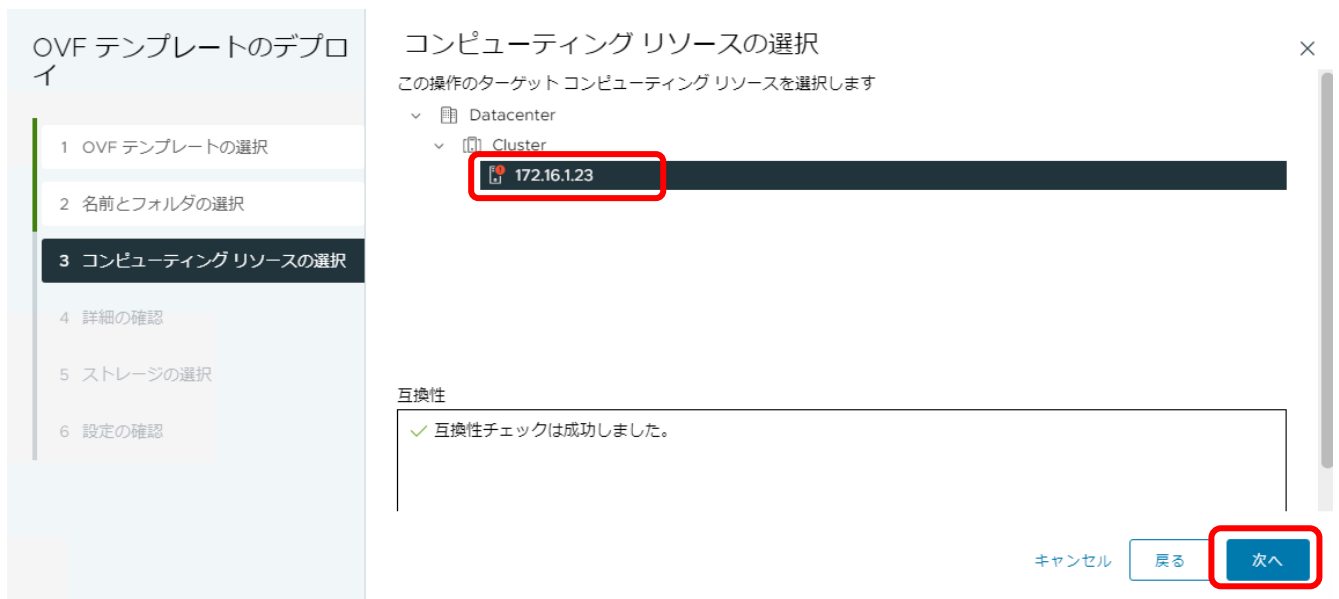 OVF テンプレートのデプロ
イ
1 OVF テンプレートの選択
2 名前とフォルダの選択
3 コンピューティング リソースの選択
4 詳細の確認
5 ストレージの選択
6 設定の確認
コンピューティング リソースの選択
この操作のターゲット コンピューティング リソースを選択します
Datacenter
Cluster
172.16.1.23
互換性
互換性チェックは成功しました。
キャンセル
戻る
次へ